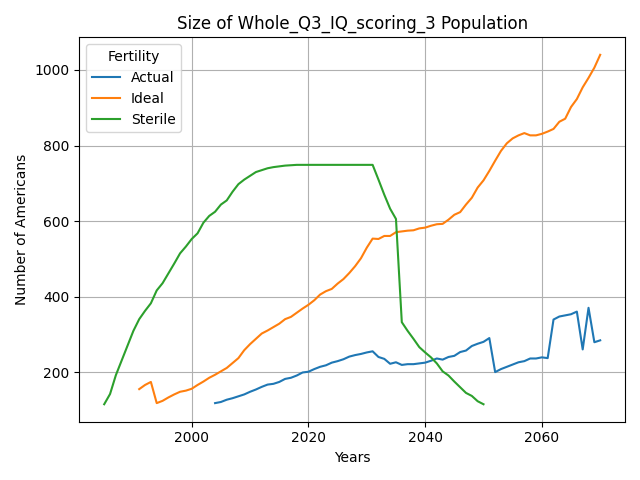 Size of Whole_Q3_IQ_scoring_3 Population
Fertility
Actual
Ideal
Sterile
1000
800
600
400
200
Number of Americans
2000
2020
2040
2060
Years